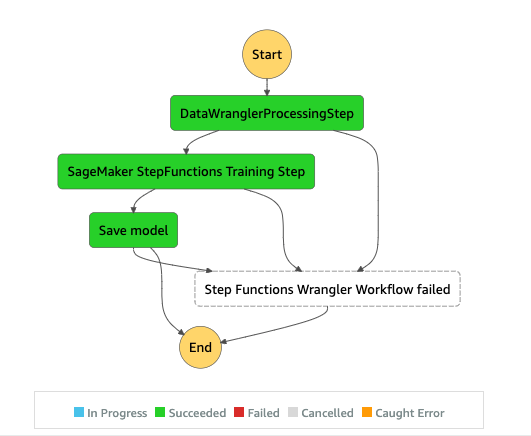 Start
DataWranglerProcessingStep
SageMaker StepFunctions Training Step
Save model
Step Functions Wrangler Workflow failed
End
In Progress Succeeded Failed Cancelled Caught Error